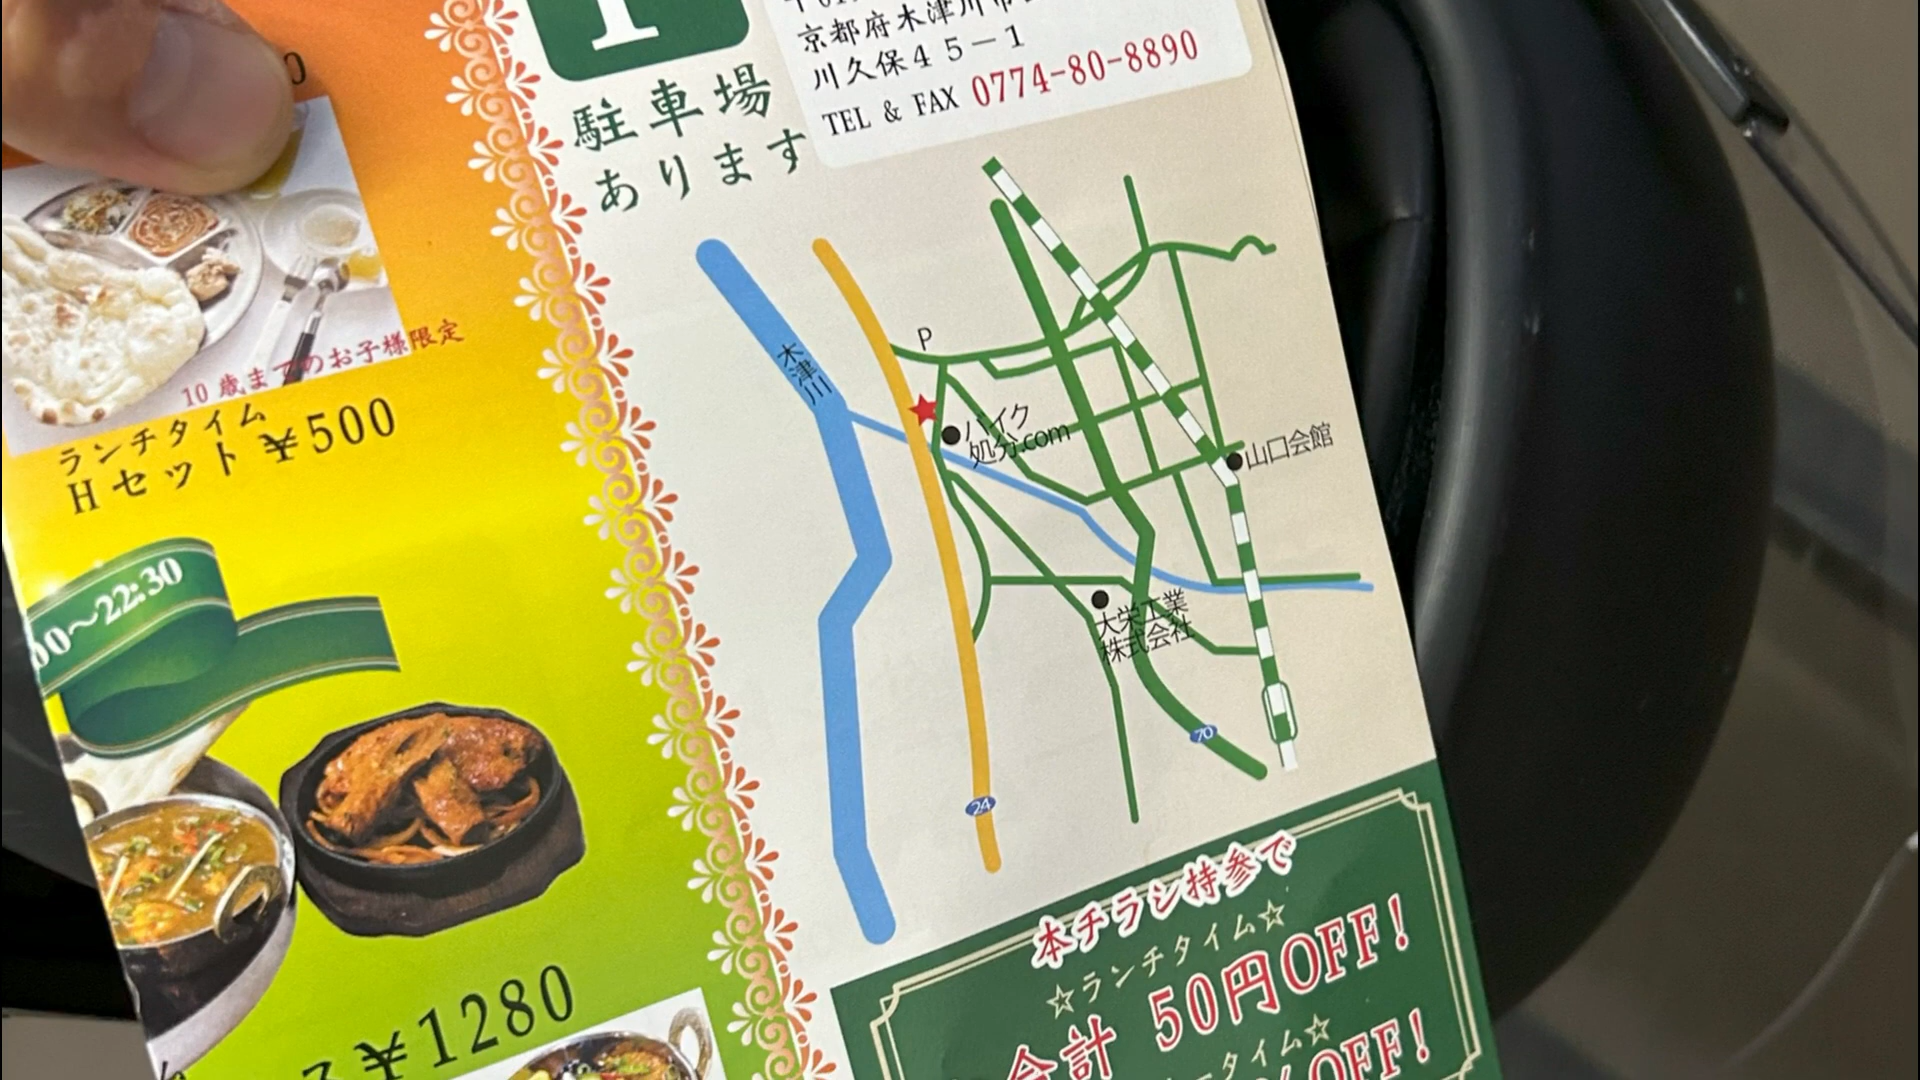 10歳までのお子様限定
ランチタイム
Hセット ¥500
00〜22:30
¥1280
P
駐車場
あります
京都府木津川市
川久保45−1
TEL & FAX 0774-80-8890
P
木津川
バイク
処分.com
山口会館
大栄工業
株式会社
70
24
本チラシ持参で
☆ランチタイム☆
合計 50円OFF!
ータイム☆
OFF!